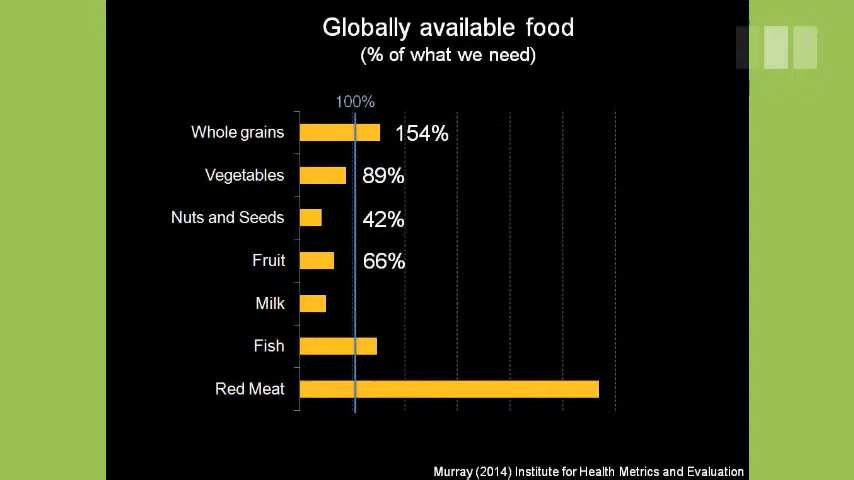 Globally available food
(% of what we need)
100%
Whole grains 154%
Vegetables 89%
Nuts and Seeds 42%
Fruit 66%
Milk
Fish
Red Meat
Murray (2014) Institute for Health Metrics and Evaluation